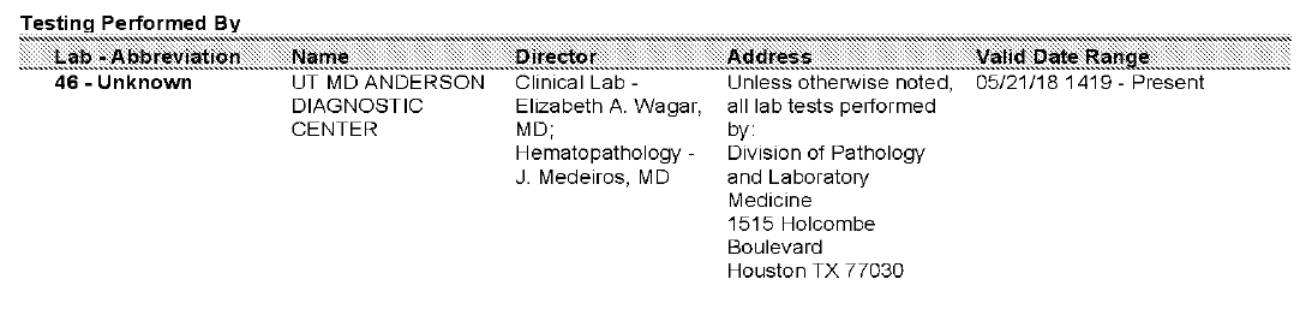 Testing Performed By
Lab - Abbreviation Name Director Address Valid Date Range
46 - Unknown UT MD ANDERSON Clinical Lab - Unless otherwise noted, 05/21/18 1419 - Present
DIAGNOSTIC Elizabeth A. Wagar, all lab tests performed
CENTER MD; by:
Hematopathology - Division of Pathology
J. Medeiros, MD and Laboratory
Medicine
1515 Holcombe
Boulevard
Houston TX 77030